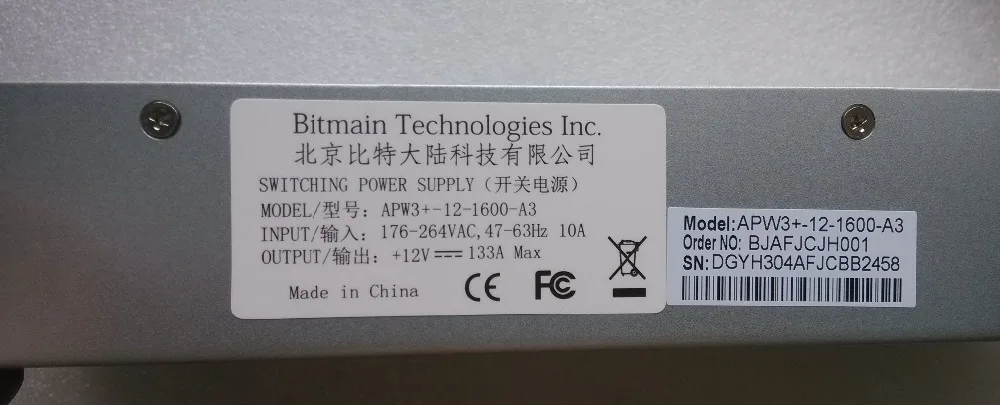 Bitmain Technologies Inc.
北京比特大陆科技有限公司
SWITCHING POWER SUPPLY（开关电源）
MODEL/型号: APW3+-12-1600-A3
INPUT/输入: 176-264VAC,47-63Hz 10A
OUTPUT/输出: +12V⎓133A Max
Made in China CE FC
Model:APW3+-12-1600-A3
Order NO: BJAFJCJH001
SN:DGYH304AFJCBB2458